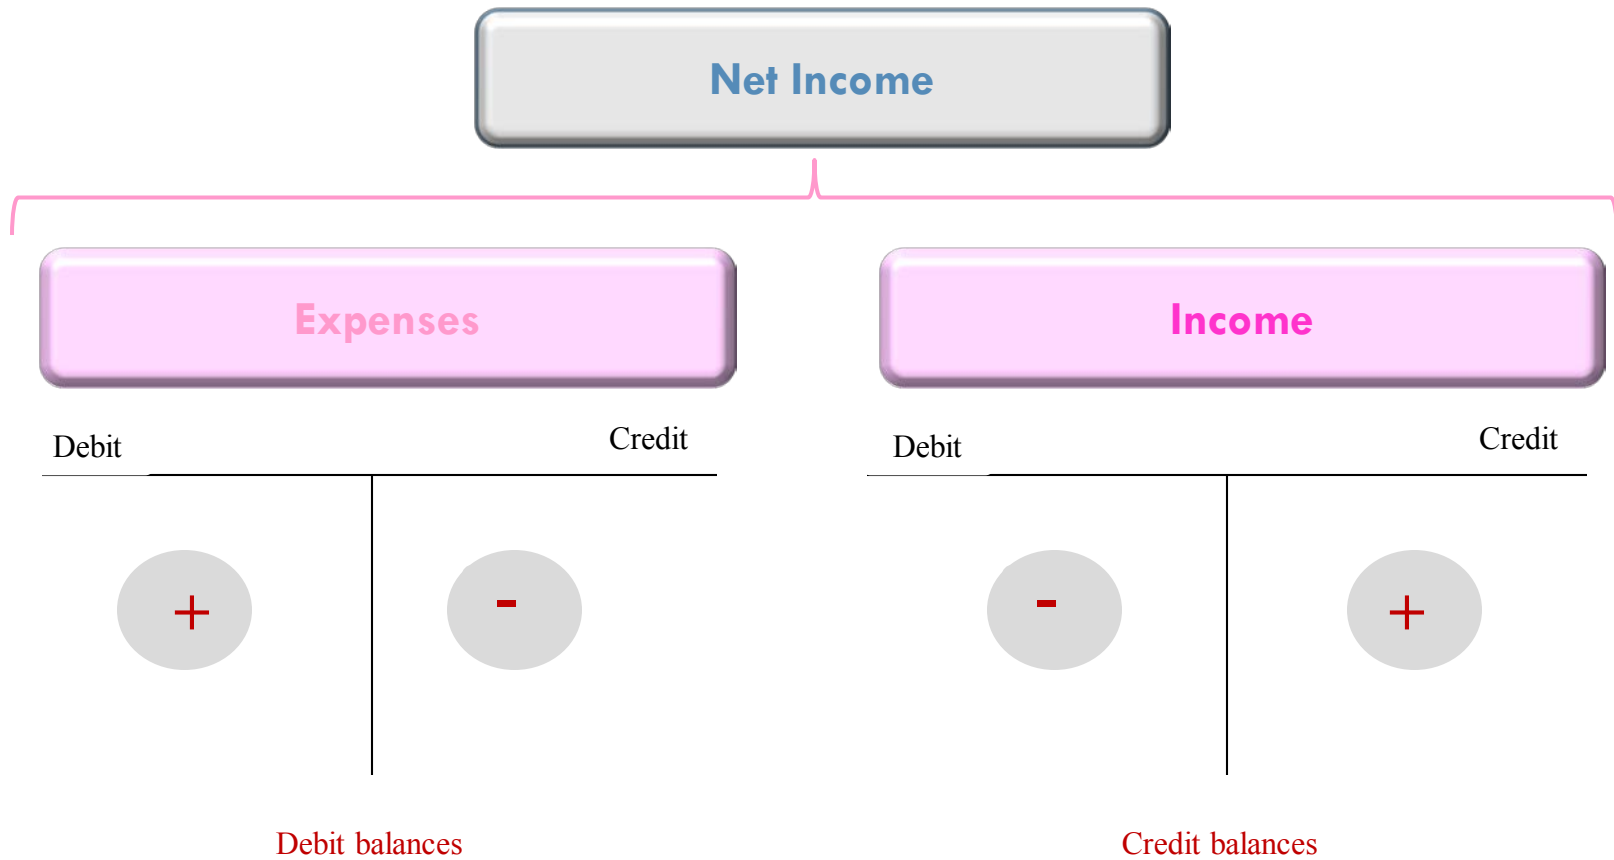 Net Income
Expenses
Income
Debit
Credit
Debit
Credit
+
-
-
+
Debit balances
Credit balances